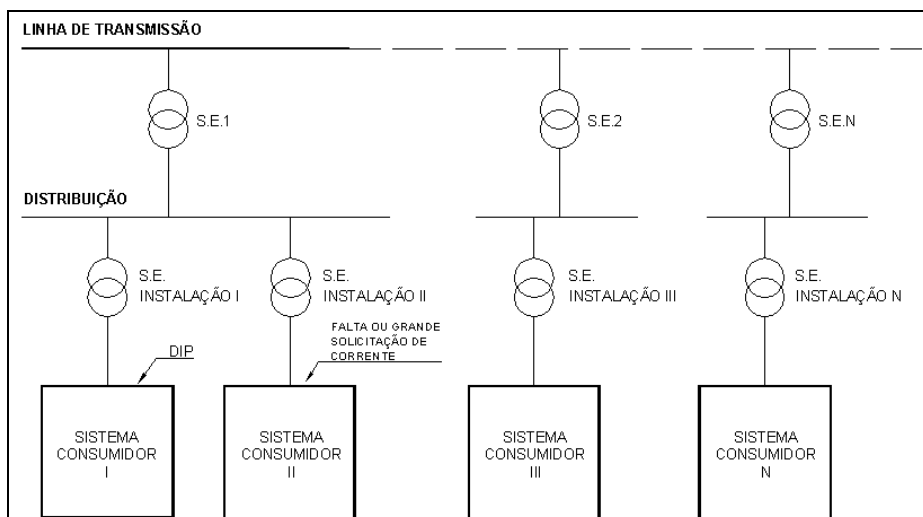 LINHA DE TRANSMISSÃO
S.E.1
S.E.2
S.E.N
DISTRIBUIÇÃO
S.E.
INSTALAÇÃO I
S.E.
INSTALAÇÃO II
S.E.
INSTALAÇÃO III
S.E.
INSTALAÇÃO N
DIP
FALTA OU GRANDE
SOLICITAÇÃO DE
CORRENTE
SISTEMA
CONSUMIDOR
I
SISTEMA
CONSUMIDOR
II
SISTEMA
CONSUMIDOR
III
SISTEMA
CONSUMIDOR
N